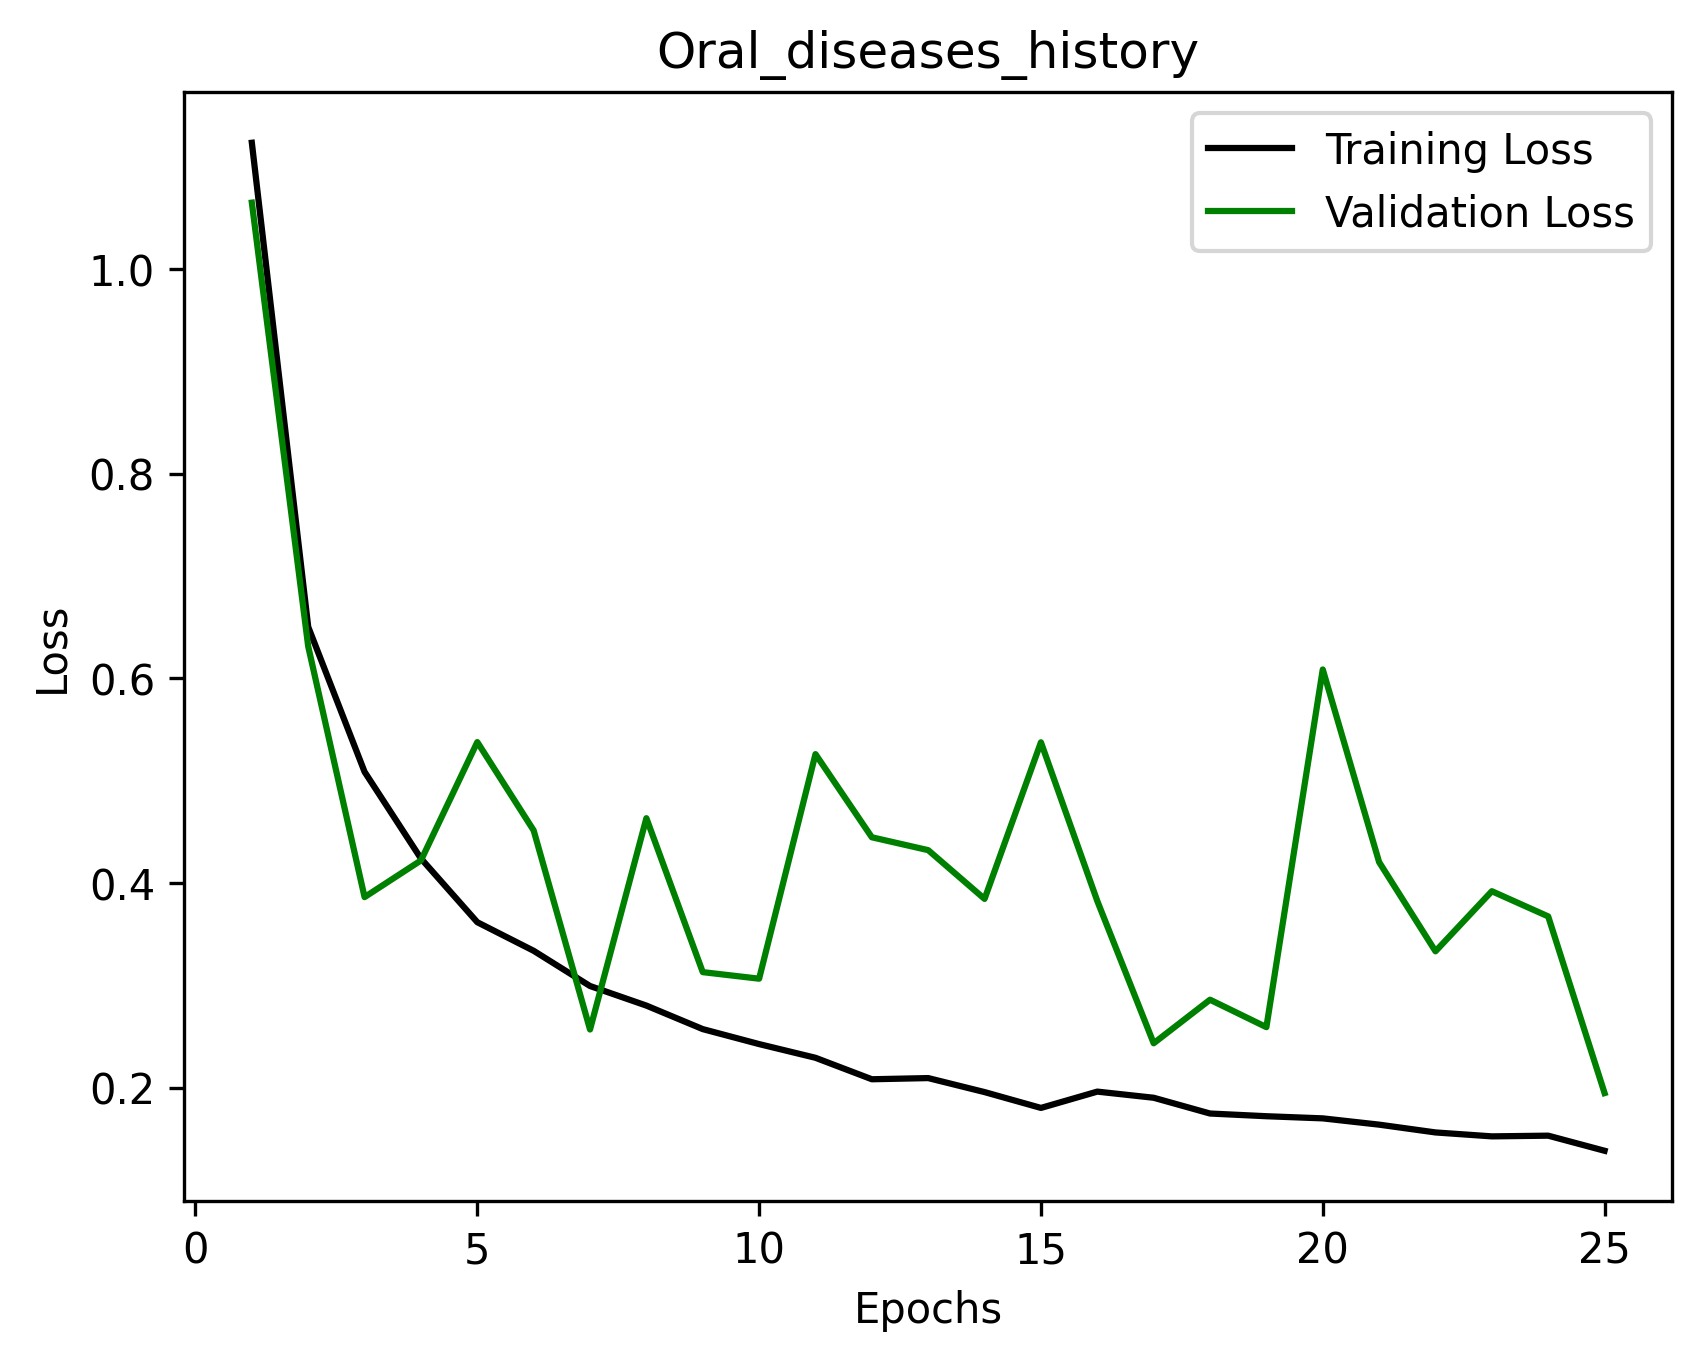 Oral_diseases_history
Training Loss
Validation Loss
Loss
1.0
0.8
0.6
0.4
0.2
0 5 10 15 20 25
Epochs